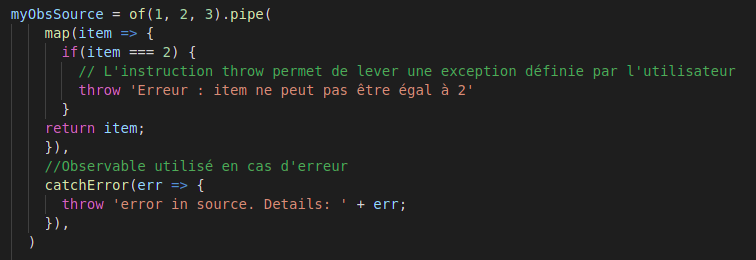 myObsSource = of(1, 2, 3).pipe(
map(item => {
if(item === 2) {
// L'instruction throw permet de lever une exception définie par l'utilisateur
throw 'Erreur : item ne peut pas être égal à 2'
}
return item;
}),
//Observable utilisé en cas d'erreur
catchError(err => {
throw 'error in source. Details: ' + err;
}),
)